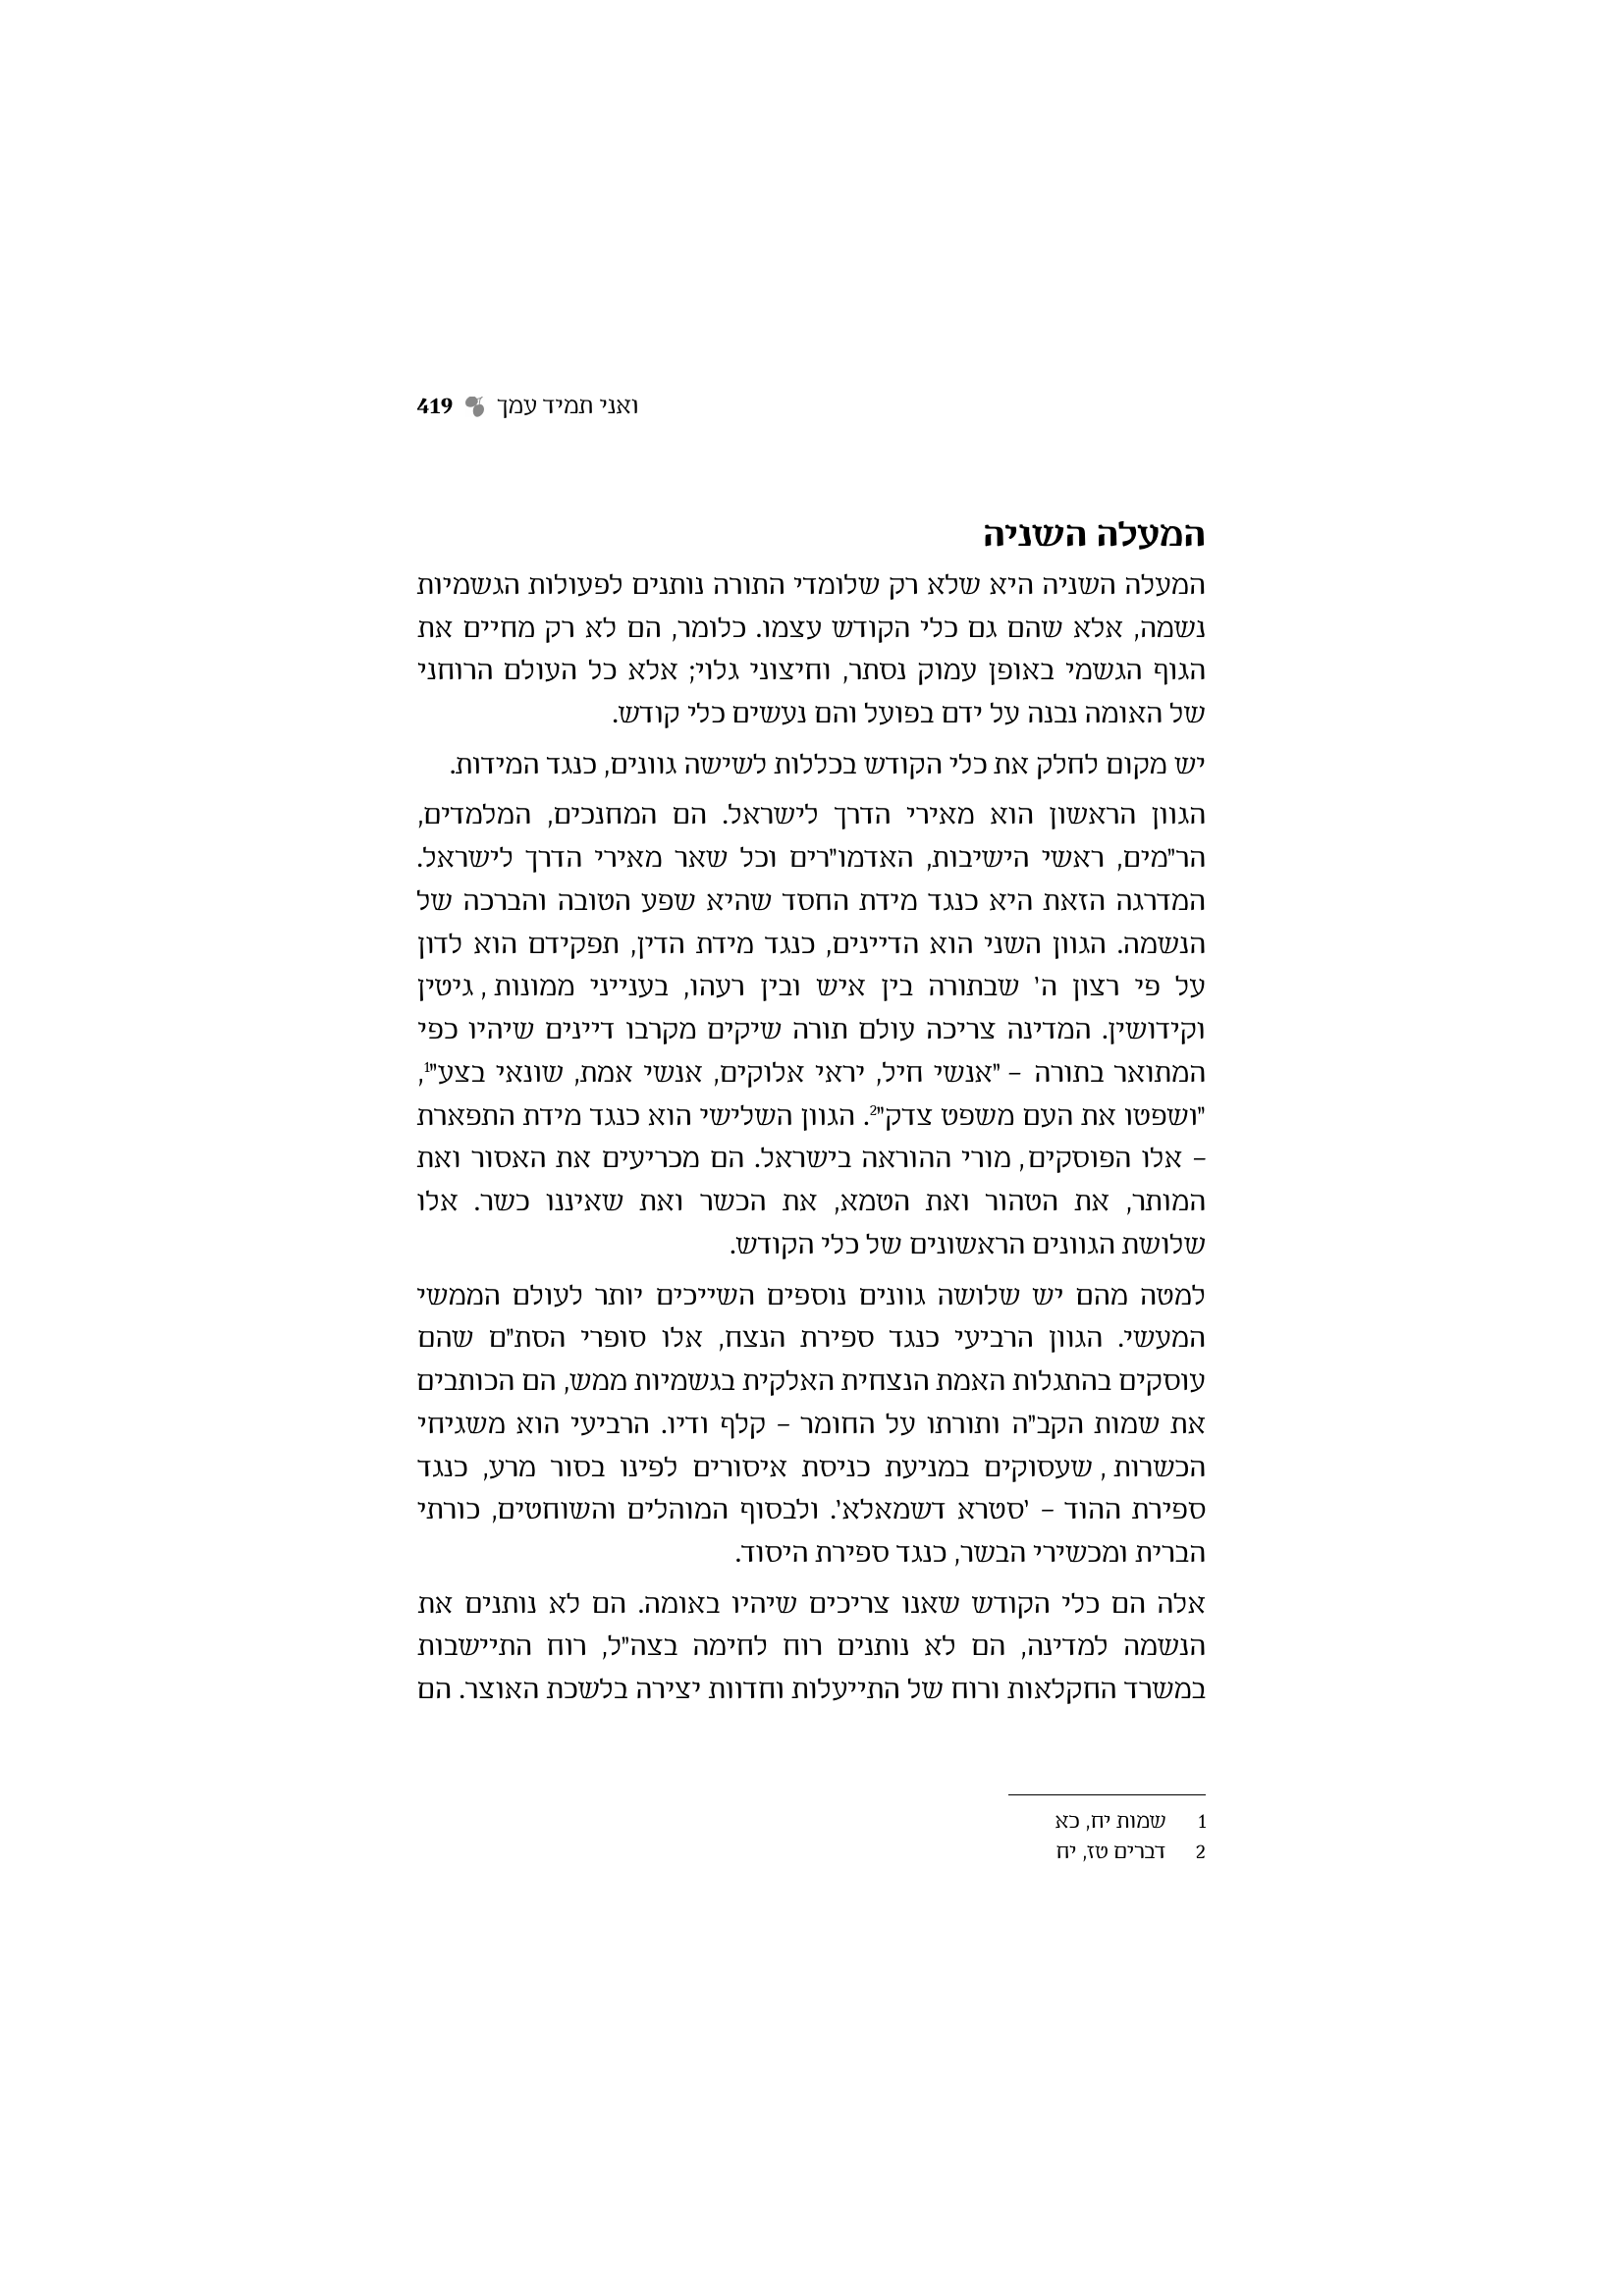 ואני תמיד עמך 419
המעלה השניה
המעלה השניה היא שלא רק שלומדי התורה נותנים לפעולות הגשמיות
נשמה, אלא שהם גם כלי הקודש עצמו. כלומר, הם לא רק מחיים את
הגוף הגשמי באופן עמוק נסתר, וחיצוני גלוי; אלא כל העולם הרוחני
של האומה נבנה על ידם בפועל והם נעשים כלי קודש.
יש מקום לחלק את כלי הקודש בכללות לשישה גוונים, כנגד המידות.
הגוון הראשון הוא מאירי הדרך לישראל. הם המחנכים, המלמדים,
הר"מים, ראשי הישיבות, האדמו"רים וכל שאר מאירי הדרך לישראל.
המדרגה הזאת היא כנגד מידת החסד שהיא שפע הטובה והברכה של
הנשמה. הגוון השני הוא הדיינים, כנגד מידת הדין, תפקידם הוא לדון
על פי רצון ה' שבתורה בין איש ובין רעהו, בענייני ממונות, גיטין
וקידושין. המדינה צריכה עולם תורה שיקים מקרבו דיינים שיהיו כפי
המתואר בתורה – "אנשי חיל, יראי אלוקים, אנשי אמת, שונאי בצע"1,
"ושפטו את העם משפט צדק"2. הגוון השלישי הוא כנגד מידת התפארת
– אלו הפוסקים, מורי ההוראה בישראל. הם מכריעים את האסור ואת
המותר, את הטהור ואת הטמא, את הכשר ואת שאיננו כשר. אלו
שלושת הגוונים הראשונים של כלי הקודש.
למטה מהם יש שלושה גוונים נוספים השייכים יותר לעולם הממשי
המעשי. הגוון הרביעי כנגד ספירת הנצח, אלו סופרי הסת"ם שהם
עוסקים בהתגלות האמת הנצחית האלקית בגשמיות ממש, הם הכותבים
את שמות הקב"ה ותורתו על החומר – קלף ודיו. הרביעי הוא משגיחי
הכשרות, שעסוקים במניעת כניסת איסורים לפינו בסור מרע, כנגד
ספירת ההוד – 'סטרא דשמאלא'. ולבסוף המוהלים והשוחטים, כורתי
הברית ומכשירי הבשר, כנגד ספירת היסוד.
אלה הם כלי הקודש שאנו צריכים שיהיו באומה. הם לא נותנים את
הנשמה למדינה, הם לא נותנים רוח לחימה בצה"ל, רוח התיישבות
במשרד החקלאות ורוח של התייעלות וחדוות יצירה בלשכת האוצר. הם
1 שמות יח, כא
2 דברים טז, יח